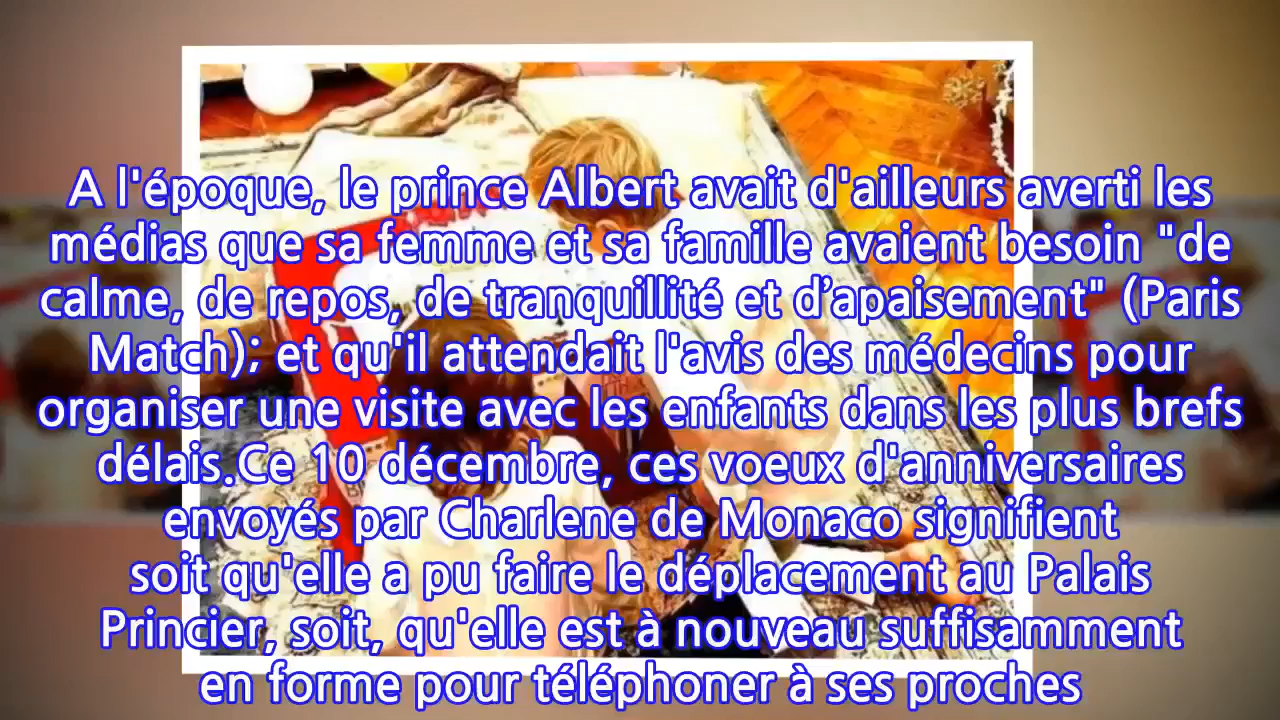 A l'époque, le prince Albert avait d'ailleurs averti les
médias que sa femme et sa famille avaient besoin "de
calme, de repos, de tranquillité et d’apaisement" (Paris
Match); et qu'il attendait l'avis des médecins pour
organiser une visite avec les enfants dans les plus brefs
délais.Ce 10 décembre, ces voeux d'anniversaires
envoyés par Charlene de Monaco signifient
soit qu'elle a pu faire le déplacement au Palais
Princier, soit, qu'elle est à nouveau suffisamment
en forme pour téléphoner à ses proches